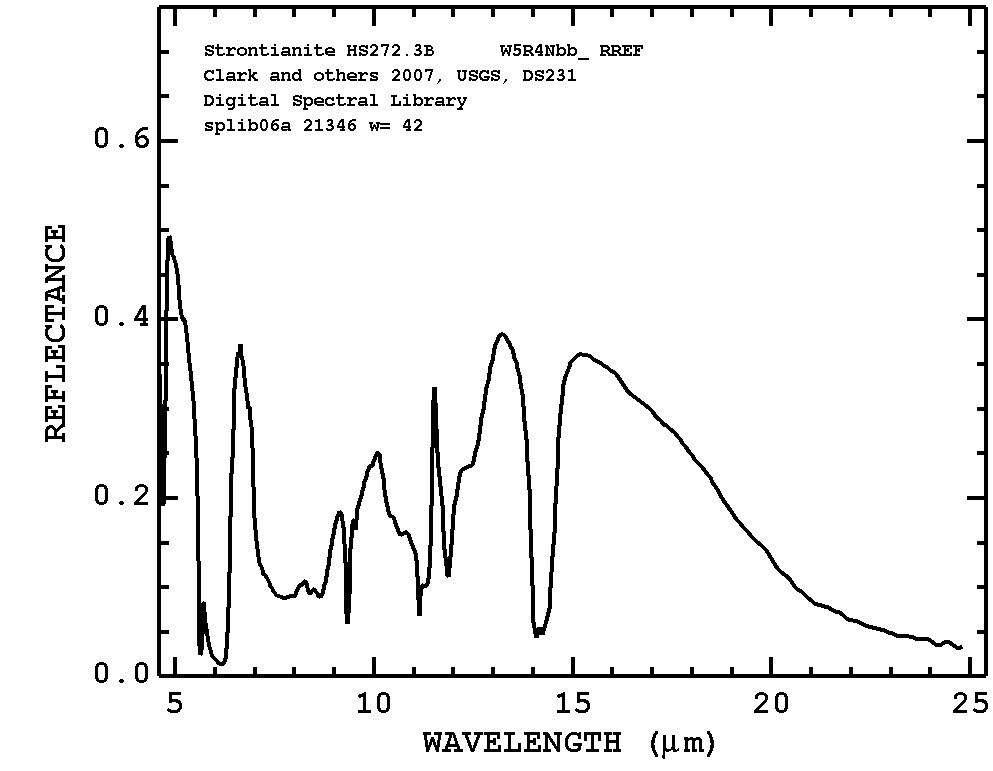 Strontianite HS272.3B W5R4Nbb_ RREF
Clark and others 2007, USGS, DS231
Digital Spectral Library
splib06a 21346 w= 42
REFLECTANCE
0.6
0.4
0.2
0.0
5 10 15 20 25
WAVELENGTH (µm)